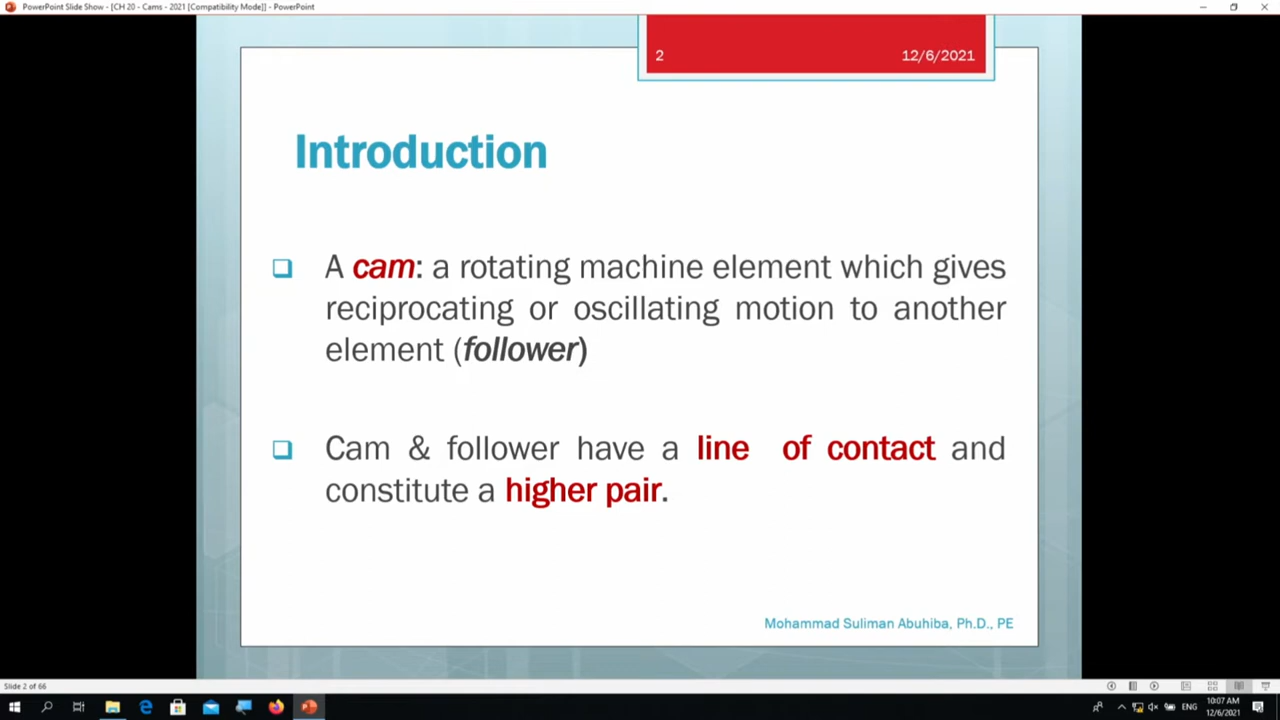 PowerPoint Slide Show - [CH 20 - Cams - 2021 [Compatibility Mode]] - PowerPoint
2 12/6/2021
Introduction
A cam: a rotating machine element which gives
reciprocating or oscillating motion to another
element (follower)
Cam & follower have a line of contact and
constitute a higher pair.
Mohammad Suliman Abuhiba, Ph.D., PE
Slide 2 of 66
ENG
10:07 AM
12/6/2021